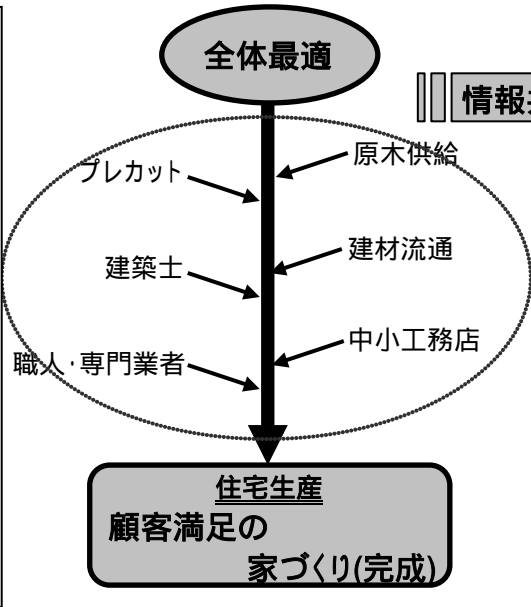 全体最適
情報
原木供給
プレカット
建材流通
建築士
中小工務店
職人・専門業者
住宅生産
顧客満足の
家づくり(完成)